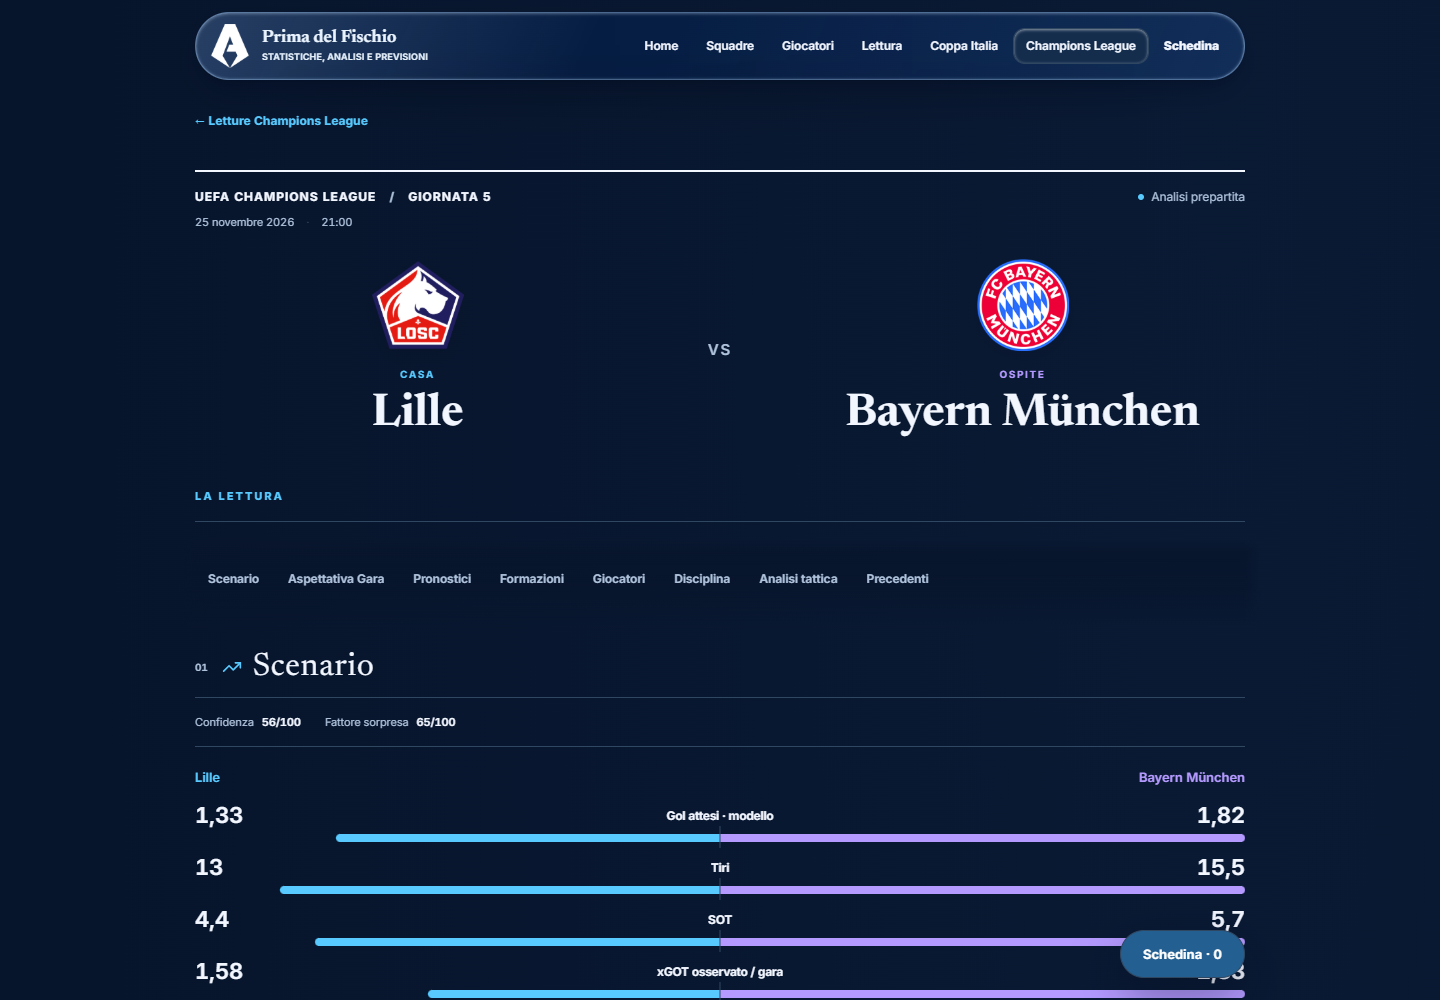 Prima del Fischio
STATISTICHE, ANALISI E PREVISIONI
Home Squadre Giocatori Lettura Coppa Italia Champions League Schedina
← Letture Champions League
UEFA CHAMPIONS LEAGUE / GIORNATA 5
Analisi prepartita
25 novembre 2026 · 21:00
LOSC
FC BAYERN MÜNCHEN
VS
CASA
OSPITE
Lille
Bayern München
LA LETTURA
Scenario Aspettativa Gara Pronostici Formazioni Giocatori Disciplina Analisi tattica Precedenti
01 Scenario
Confidenza 56/100 Fattore sorpresa 65/100
Lille Bayern München
1,33 Gol attesi · modello 1,82
13 Tiri 15,5
4,4 SOT 5,7
1,58 xGOT osservato / gara
Schedina · 0